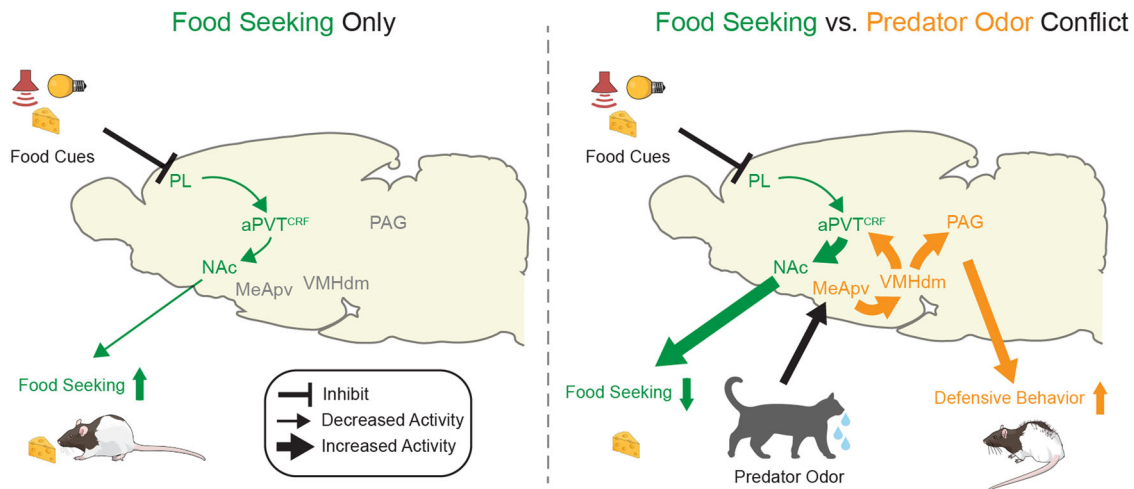 Food Seeking Only
Food Cues
PL
aPVTCRF
PAG
NAc
MeApv
VMHdm
Food Seeking
Inhibit
Decreased Activity
Increased Activity
Food Seeking vs. Predator Odor Conflict
Food Cues
PL
aPVTCRF
PAG
NAc
MeApv
VMHdm
Food Seeking
Predator Odor
Defensive Behavior